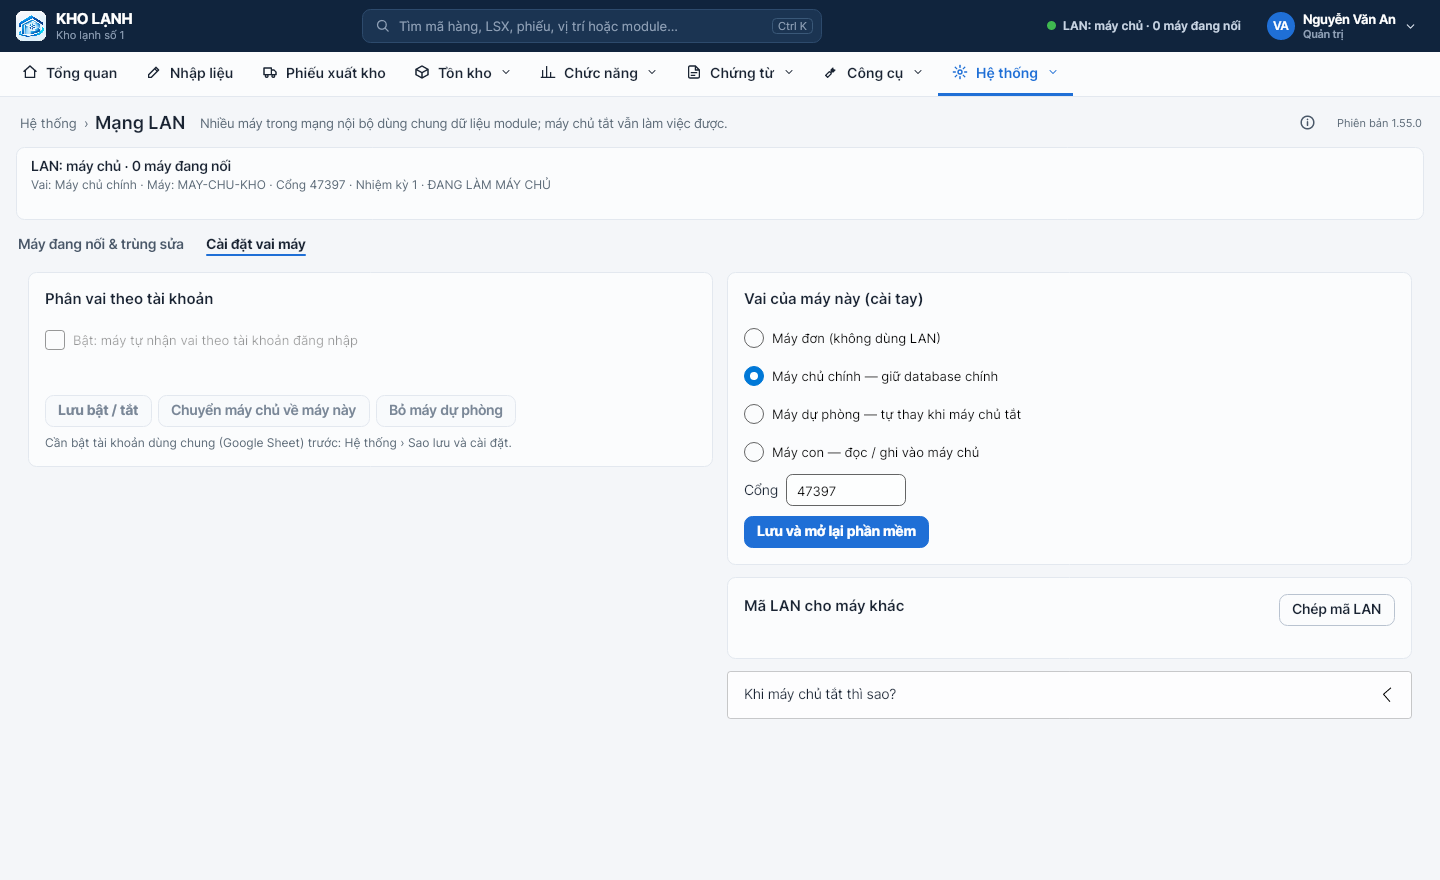 KHO LẠNH
Kho lạnh số 1
Tìm mã hàng, LSX, phiếu, vị trí hoặc module...
Ctrl K
LAN: máy chủ · 0 máy đang nối
VA
Nguyễn Văn An
Quản trị
Tổng quan
Nhập liệu
Phiếu xuất kho
Tồn kho
Chức năng
Chứng từ
Công cụ
Hệ thống
Hệ thống › Mạng LAN
Nhiều máy trong mạng nội bộ dùng chung dữ liệu module; máy chủ tắt vẫn làm việc được.
Phiên bản 1.55.0
LAN: máy chủ · 0 máy đang nối
Vai: Máy chủ chính · Máy: MAY-CHU-KHO · Cổng 47397 · Nhiệm kỳ 1 · ĐANG LÀM MÁY CHỦ
Máy đang nối & trùng sửa
Cài đặt vai máy
Phân vai theo tài khoản
Bật: máy tự nhận vai theo tài khoản đăng nhập
Lưu bật / tắt
Chuyển máy chủ về máy này
Bỏ máy dự phòng
Cần bật tài khoản dùng chung (Google Sheet) trước: Hệ thống › Sao lưu và cài đặt.
Vai của máy này (cài tay)
Máy đơn (không dùng LAN)
Máy chủ chính — giữ database chính
Máy dự phòng — tự thay khi máy chủ tắt
Máy con — đọc / ghi vào máy chủ
Cổng
47397
Lưu và mở lại phần mềm
Mã LAN cho máy khác
Chép mã LAN
Khi máy chủ tắt thì sao?